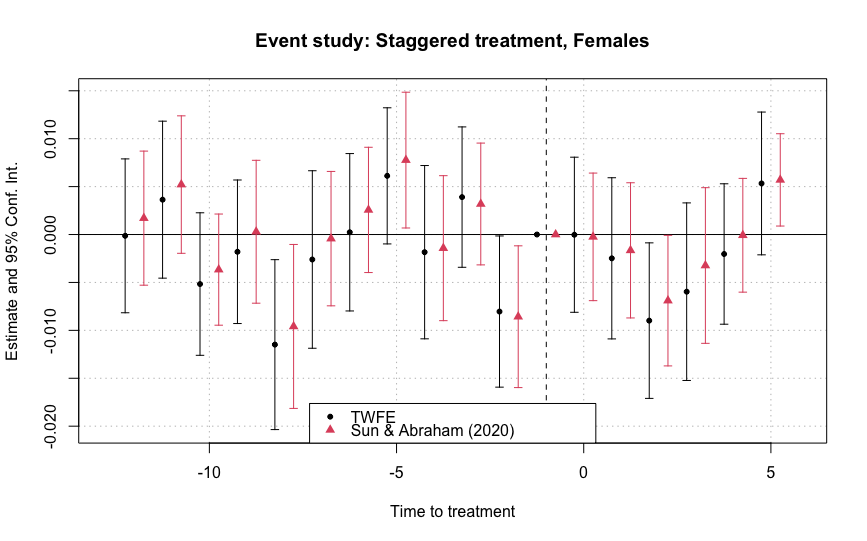 Event study: Staggered treatment, Females
Estimate and 95% Conf. Int.
0.010
0.000
-0.010
-0.020
TWFE
Sun & Abraham (2020)
-10
-5
0
5
Time to treatment